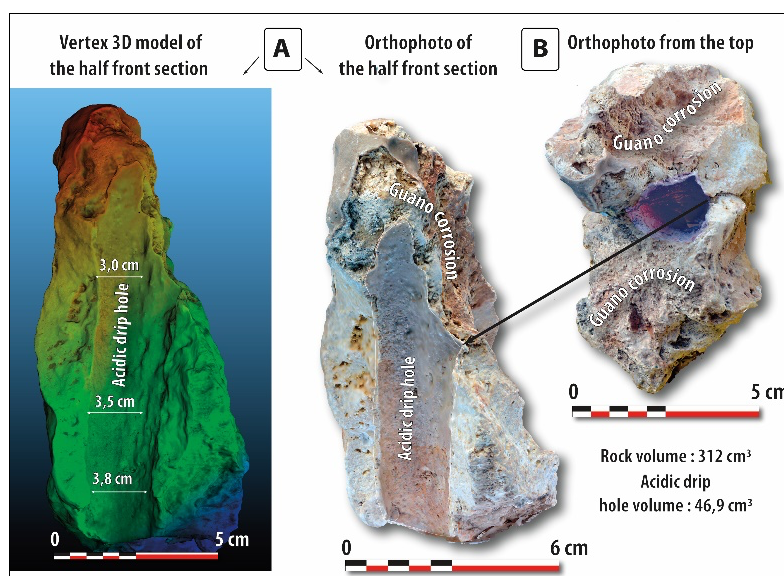 Vertex 3D model of
the half front section
A
Orthophoto of
the half front section
B
Orthophoto from the top
3,0 cm
Acidic drip hole
3,5 cm
3,8 cm
0
5 cm
Guano corrosion
Acidic drip hole
0
6 cm
Guano corrosion
Guano corrosion
0
5 cm
Rock volume : 312 cm³
Acidic drip
hole volume : 46,9 cm³